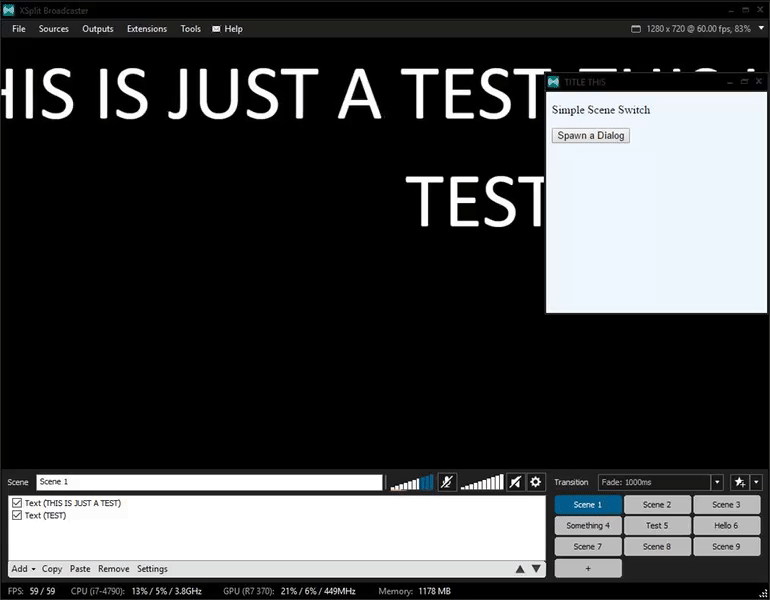 XSplit Broadcaster
File Sources Outputs Extensions Tools Help 1280 x 720 @ 60.00 fps, 83%
HIS IS JUST A TEST
TITLE THIS
Simple Scene Switch
Spawn a Dialog
TEST
Scene Scene 1
Transition Fade: 1000ms
Text (THIS IS JUST A TEST)
Text (TEST)
Scene 1 Scene 2 Scene 3
Something 4 Test 5 Hello 6
Scene 7 Scene 8 Scene 9
+
Add Copy Paste Remove Settings
FPS: 59 / 59 CPU (i7-4790): 13% / 5% / 3.8GHz GPU (R7 370): 21% / 6% / 449MHz Memory: 1178 MB